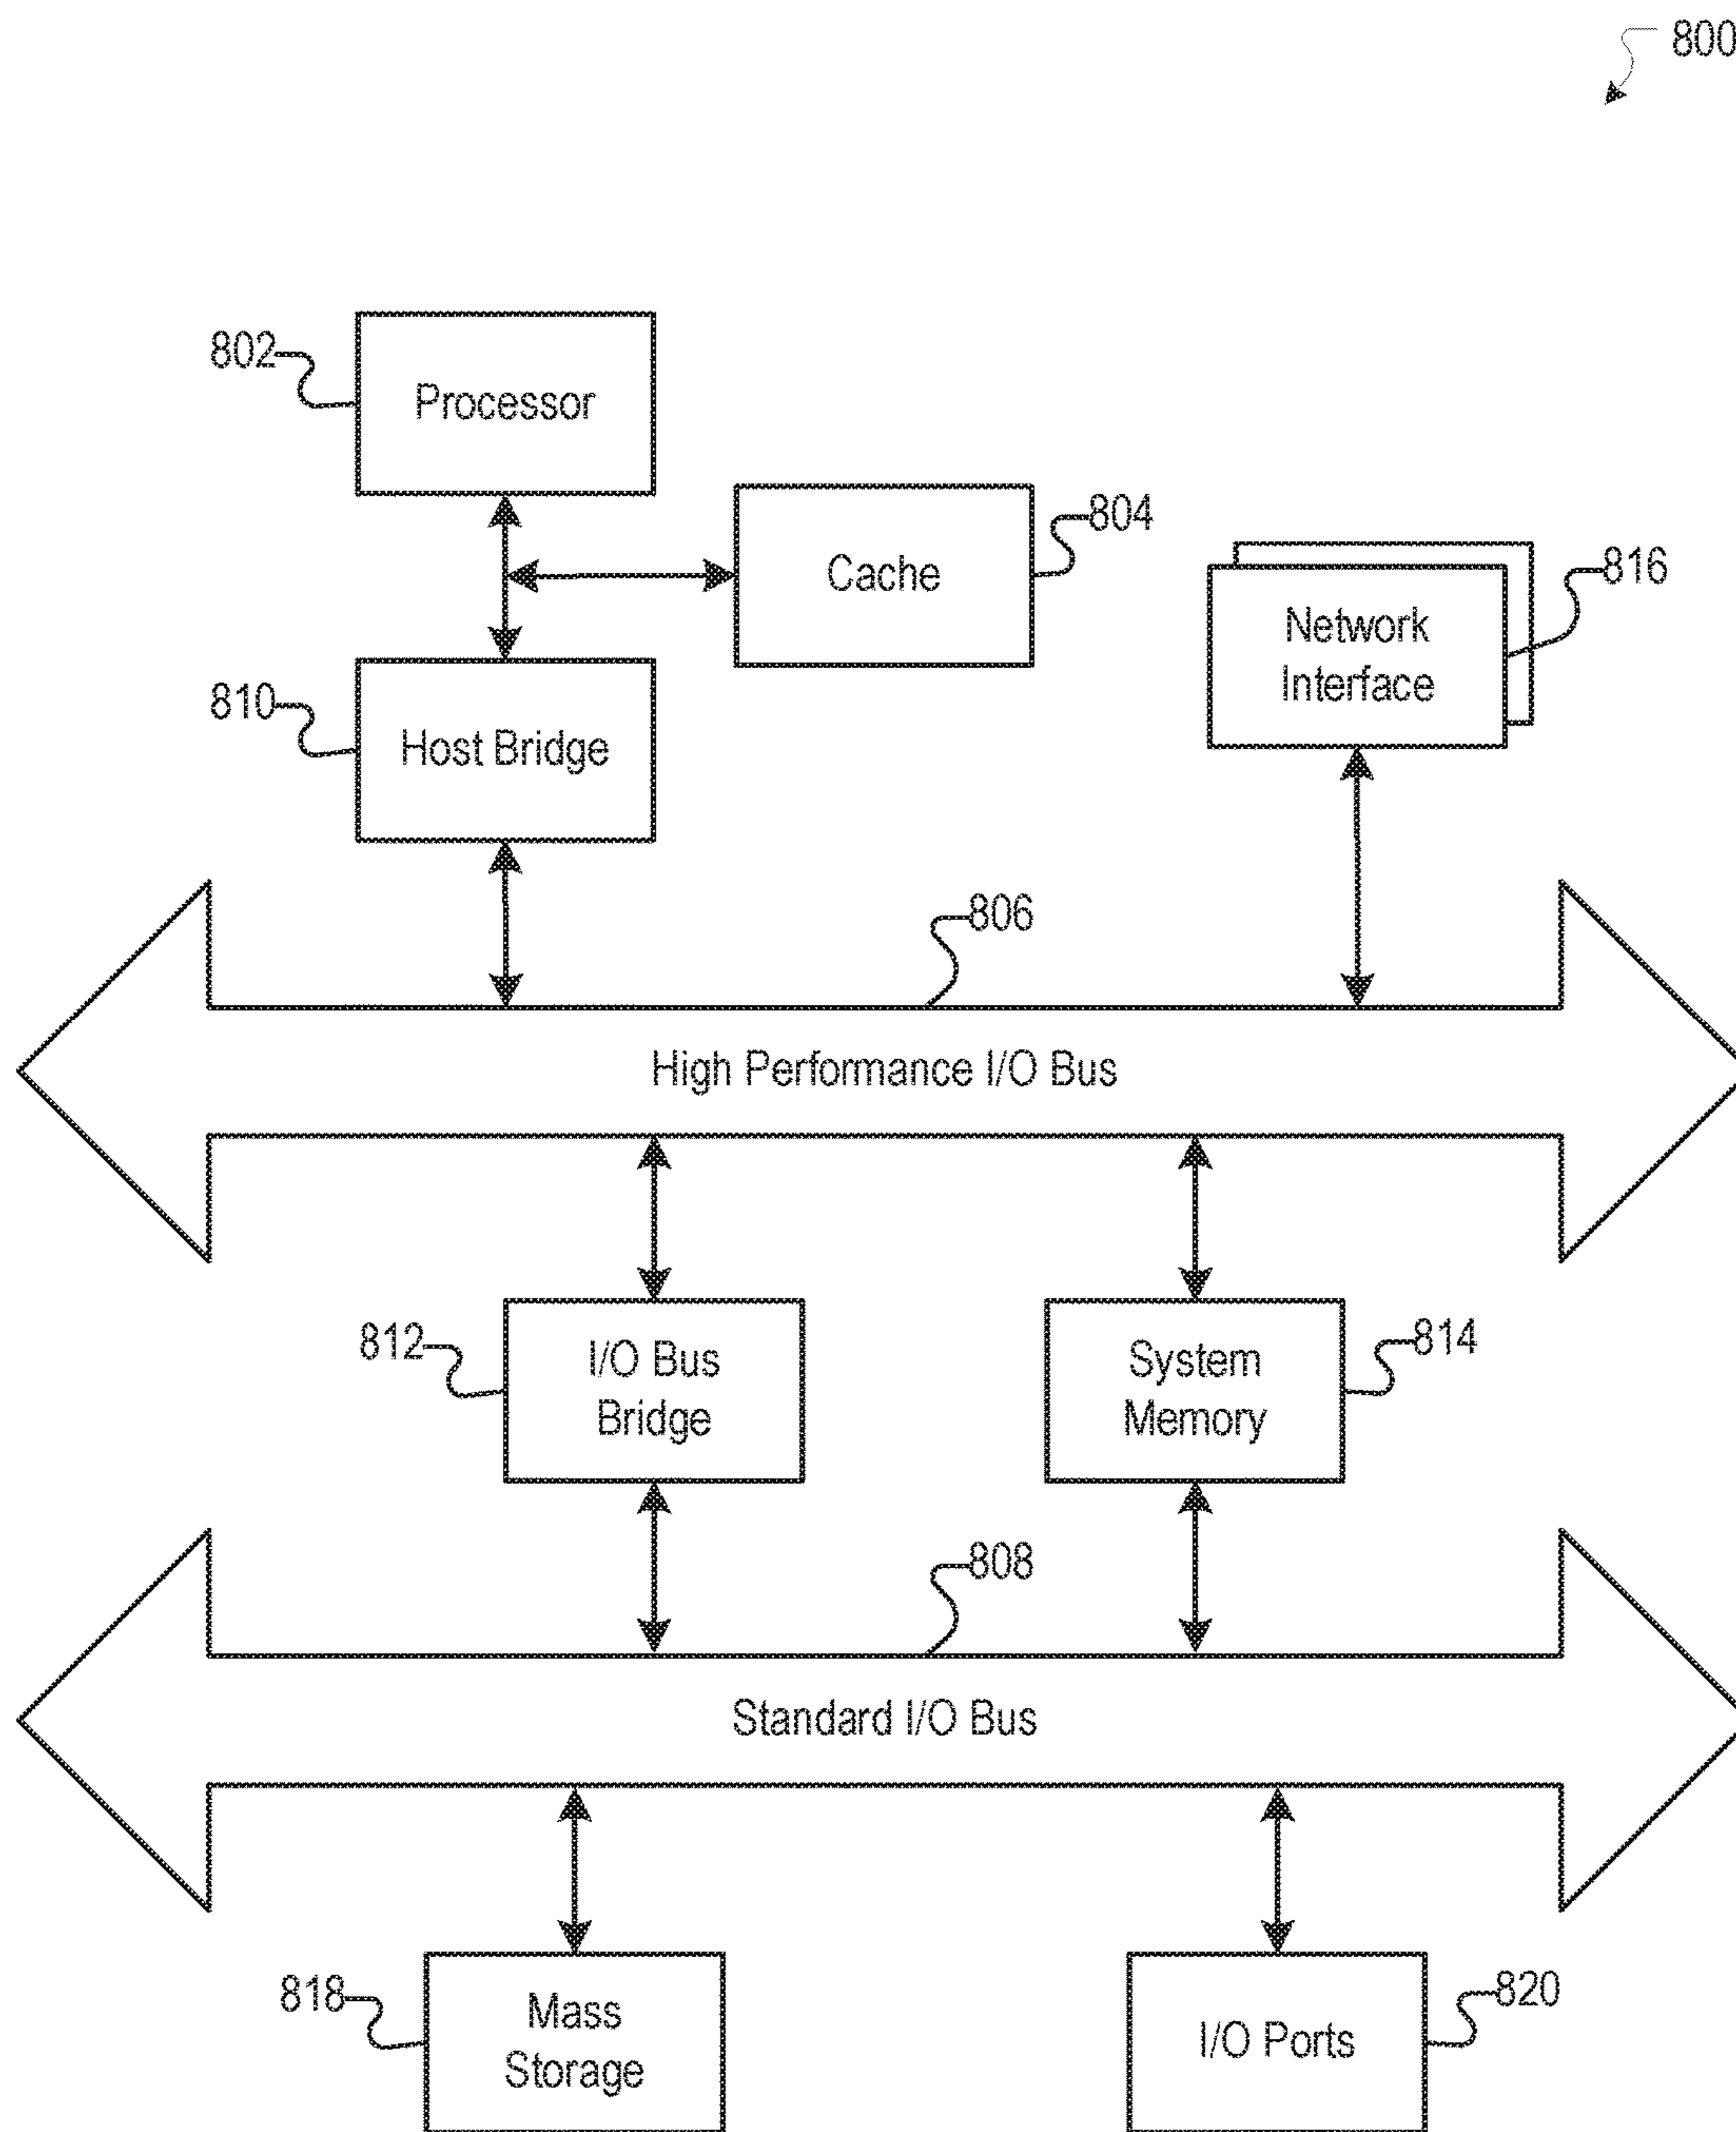 800
802
Processor
804
Cache
816
Network
Interface
810
Host Bridge
806
High Performance I/O Bus
812
I/O Bus
Bridge
System
Memory
814
808
Standard I/O Bus
818
Mass
Storage
I/O Ports
820